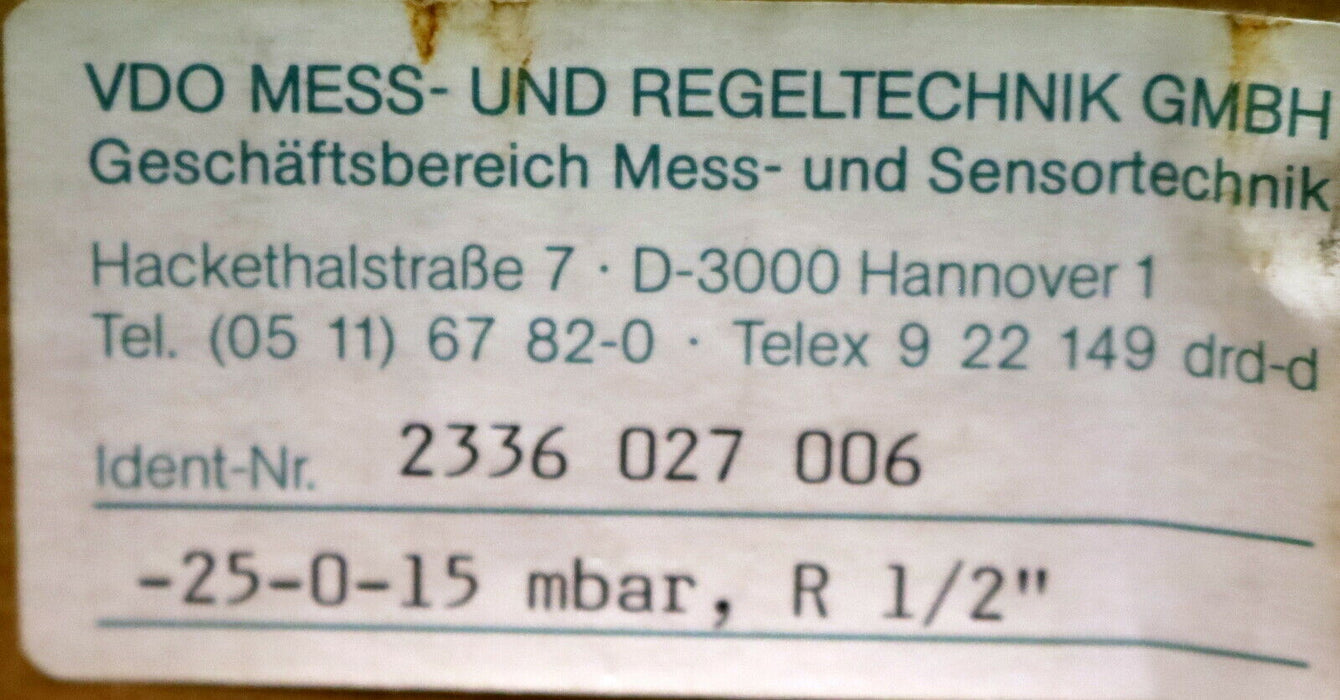 VDO MESS- UND REGELTECHNIK GMBH
Geschäftsbereich Mess- und Sensortechnik
Hackethalstraße 7 · D-3000 Hannover 1
Tel. (05 11) 67 82-0 · Telex 9 22 149 drd-d
Ident-Nr. 2336 027 006
-25-0-15 mbar, R 1/2"